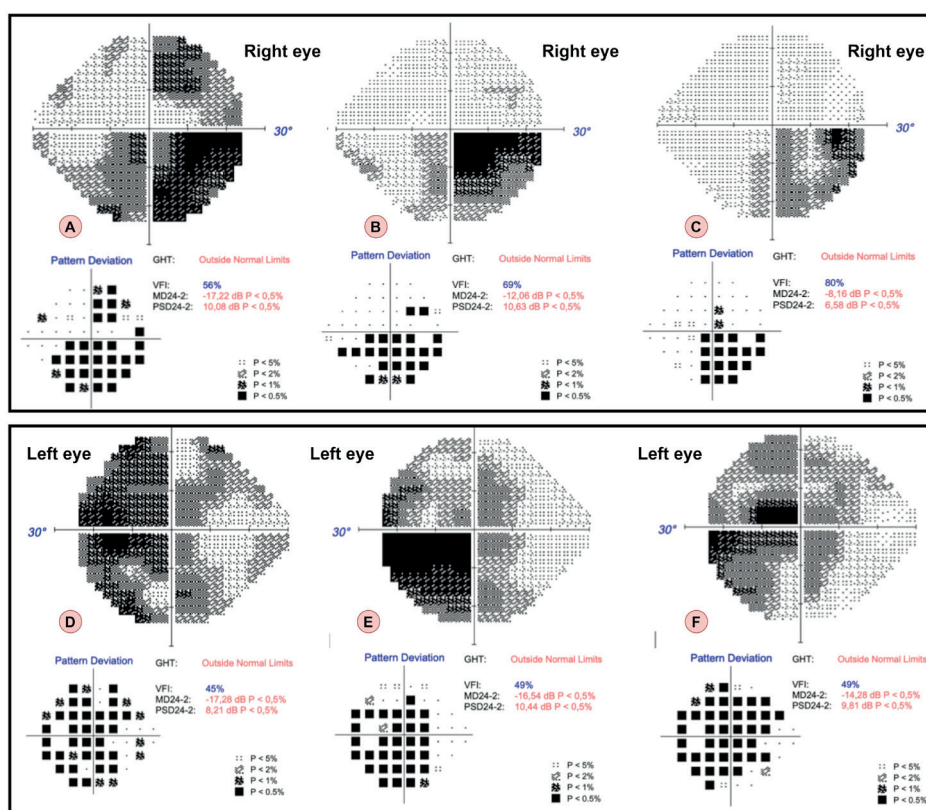 Right eye
30°
A
Pattern Deviation
GHT: Outside Normal Limits
VFI: 56%
MD24-2: -17,22 dB P < 0,5%
PSD24-2: 10,08 dB P < 0,5%
:: P < 5%
P < 2%
P < 1%
■ P < 0.5%
Right eye
30°
B
Pattern Deviation
GHT: Outside Normal Limits
VFI: 69%
MD24-2: -12,06 dB P < 0,5%
PSD24-2: 10,63 dB P < 0,5%
:: P < 5%
P < 2%
P < 1%
■ P < 0.5%
Right eye
30°
C
Pattern Deviation
GHT: Outside Normal Limits
VFI: 80%
MD24-2: -8,16 dB P < 0,5%
PSD24-2: 6,58 dB P < 0,5%
:: P < 5%
P < 2%
P < 1%
■ P < 0.5%
Left eye
30°
D
Pattern Deviation
GHT: Outside Normal Limits
VFI: 45%
MD24-2: -17,28 dB P < 0,5%
PSD24-2: 8,21 dB P < 0,5%
:: P < 5%
P < 2%
P < 1%
■ P < 0.5%
Left eye
30°
E
Pattern Deviation
GHT: Outside Normal Limits
VFI: 49%
MD24-2: -16,54 dB P < 0,5%
PSD24-2: 10,44 dB P < 0,5%
:: P < 5%
P < 2%
P < 1%
■ P < 0.5%
Left eye
30°
F
Pattern Deviation
GHT: Outside Normal Limits
VFI: 49%
MD24-2: -14,28 dB P < 0,5%
PSD24-2: 9,81 dB P < 0,5%
:: P < 5%
P < 2%
P < 1%
■ P < 0.5%